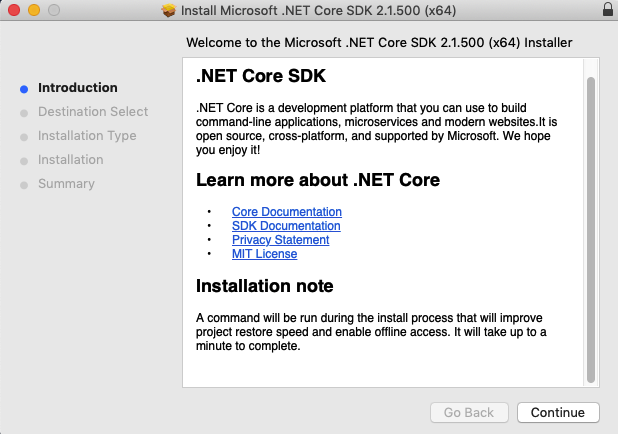 Install Microsoft .NET Core SDK 2.1.500 (x64)
Welcome to the Microsoft .NET Core SDK 2.1.500 (x64) Installer
Introduction
Destination Select
Installation Type
Installation
Summary
.NET Core SDK
.NET Core is a development platform that you can use to build
command-line applications, microservices and modern websites.It is
open source, cross-platform, and supported by Microsoft. We hope
you enjoy it!
Learn more about .NET Core
• Core Documentation
• SDK Documentation
• Privacy Statement
• MIT License
Installation note
A command will be run during the install process that will improve
project restore speed and enable offline access. It will take up to a
minute to complete.
Go Back
Continue